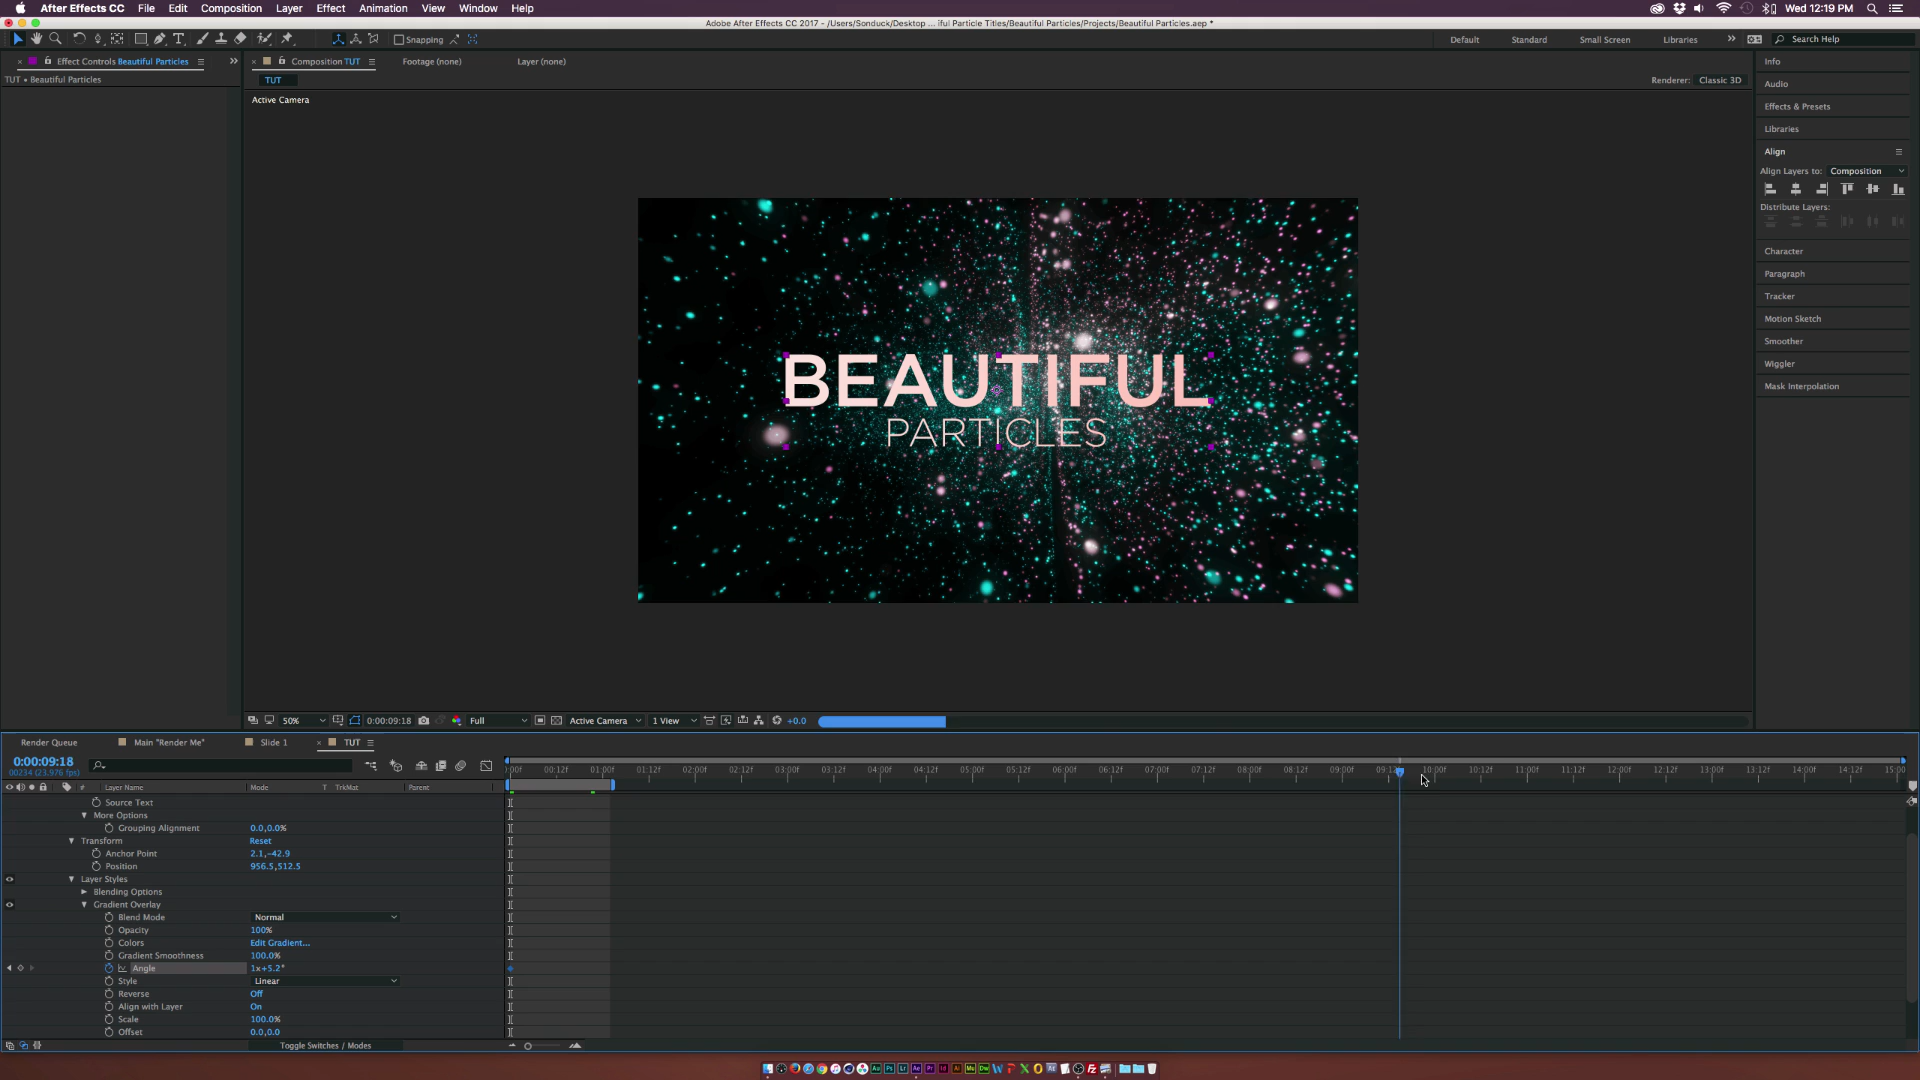 After Effects CC File Edit Composition Layer Effect Animation View Window Help Wed 12:19 PM
Adobe After Effects CC 2017 - /Users/Sonduck/Desktop ... iful Particle Titles/Beautiful Particles/Projects/Beautiful Particles.aep *
Snapping Default Standard Small Screen Libraries Search Help
Effect Controls Beautiful Particles Composition TUT Footage (none) Layer (none) Info
TUT • Beautiful Particles TUT Renderer: Classic 3D
Audio
Active Camera
Effects & Presets
Libraries
Align
Align Layers to: Composition
Distribute Layers:
Character
Paragraph
Tracker
Motion Sketch
Smoother
Wiggler
Mask Interpolation
BEAUTIFUL
PARTICLES
50% 0:00:09:18 Full Active Camera 1 View +0.0
Render Queue Main "Render Me" Slide 1 TUT
0:00:09:18
00234 (23.976 fps)
:00f 00:12f 01:00f 01:12f 02:00f 02:12f 03:00f 03:12f 04:00f 04:12f 05:00f 05:12f 06:00f 06:12f 07:00f 07:12f 08:00f 08:12f 09:00f 09:12f 10:00f 10:12f 11:00f 11:12f 12:00f 12:12f 13:00f 13:12f 14:00f 14:12f 15:00
# Layer Name Mode T TrkMat Parent
Source Text
More Options
Grouping Alignment 0.0,0.0%
Transform Reset
Anchor Point 2.1,-42.9
Position 956.5,512.5
Layer Styles
Blending Options
Gradient Overlay
Blend Mode Normal
Opacity 100%
Colors Edit Gradient...
Gradient Smoothness 100.0%
Angle 1x+5.2°
Style Linear
Reverse Off
Align with Layer On
Scale 100.0%
Offset 0.0,0.0
Toggle Switches / Modes